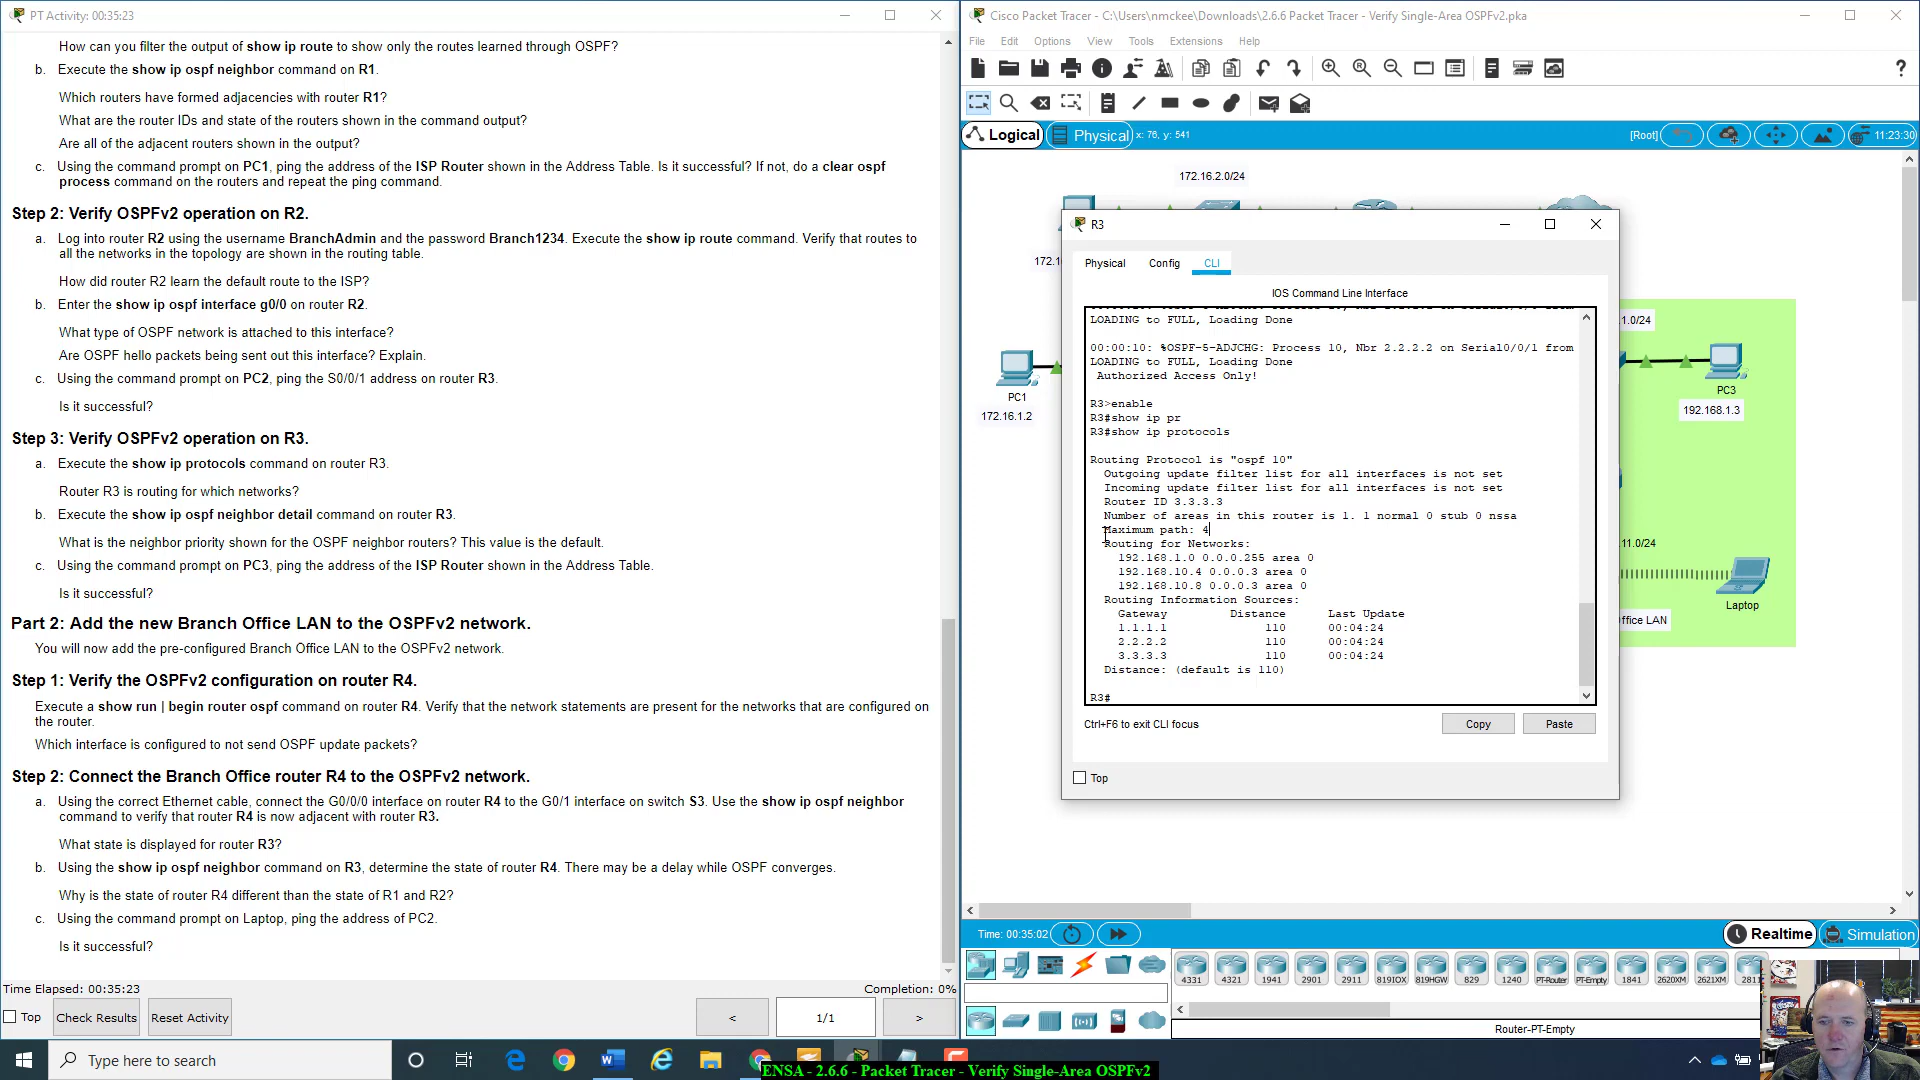 PT Activity: 00:35:23
How can you filter the output of show ip route to show only the routes learned through OSPF?
b. Execute the show ip ospf neighbor command on R1.
Which routers have formed adjacencies with router R1?
What are the router IDs and state of the routers shown in the command output?
Are all of the adjacent routers shown in the output?
c. Using the command prompt on PC1, ping the address of the ISP Router shown in the Address Table. Is it successful? If not, do a clear ospf
process command on the routers and repeat the ping command.
Step 2: Verify OSPFv2 operation on R2.
a. Log into router R2 using the username BranchAdmin and the password Branch1234. Execute the show ip route command. Verify that routes to
all the networks in the topology are shown in the routing table.
How did router R2 learn the default route to the ISP?
b. Enter the show ip ospf interface g0/0 on router R2.
What type of OSPF network is attached to this interface?
Are OSPF hello packets being sent out this interface? Explain.
c. Using the command prompt on PC2, ping the S0/0/1 address on router R3.
Is it successful?
Step 3: Verify OSPFv2 operation on R3.
a. Execute the show ip protocols command on router R3.
Router R3 is routing for which networks?
b. Execute the show ip ospf neighbor detail command on router R3.
What is the neighbor priority shown for the OSPF neighbor routers? This value is the default.
c. Using the command prompt on PC3, ping the address of the ISP Router shown in the Address Table.
Is it successful?
Part 2: Add the new Branch Office LAN to the OSPFv2 network.
You will now add the pre-configured Branch Office LAN to the OSPFv2 network.
Step 1: Verify the OSPFv2 configuration on router R4.
Execute a show run | begin router ospf command on router R4. Verify that the network statements are present for the networks that are configured on
the router.
Which interface is configured to not send OSPF update packets?
Step 2: Connect the Branch Office router R4 to the OSPFv2 network.
a. Using the correct Ethernet cable, connect the G0/0/0 interface on router R4 to the G0/1 interface on switch S3. Use the show ip ospf neighbor
command to verify that router R4 is now adjacent with router R3.
What state is displayed for router R3?
b. Using the show ip ospf neighbor command on R3, determine the state of router R4. There may be a delay while OSPF converges.
Why is the state of router R4 different than the state of R1 and R2?
c. Using the command prompt on Laptop, ping the address of PC2.
Is it successful?
Time Elapsed: 00:35:23
Completion: 0%
Top
Check Results
Reset Activity
<
1/1
>
Cisco Packet Tracer - C:\Users\nmckee\Downloads\2.6.6 Packet Tracer - Verify Single-Area OSPFv2.pka
File Edit Options View Tools Extensions Help
?
Logical
Physical
x: 76, y: 541
[Root]
11:23:30
172.16.2.0/24
172.1
PC1
172.16.1.2
1.0/24
PC3
192.168.1.3
11.0/24
Laptop
ffice LAN
R3
Physical
Config
CLI
IOS Command Line Interface
LOADING to FULL, Loading Done
00:00:10: %OSPF-5-ADJCHG: Process 10, Nbr 2.2.2.2 on Serial0/0/1 from
LOADING to FULL, Loading Done
Authorized Access Only!
R3>enable
R3#show ip pr
R3#show ip protocols
Routing Protocol is "ospf 10"
Outgoing update filter list for all interfaces is not set
Incoming update filter list for all interfaces is not set
Router ID 3.3.3.3
Number of areas in this router is 1. 1 normal 0 stub 0 nssa
Maximum path: 4
Routing for Networks:
192.168.1.0 0.0.0.255 area 0
192.168.10.4 0.0.0.3 area 0
192.168.10.8 0.0.0.3 area 0
Routing Information Sources:
Gateway Distance Last Update
1.1.1.1 110 00:04:24
2.2.2.2 110 00:04:24
3.3.3.3 110 00:04:24
Distance: (default is 110)
R3#
Ctrl+F6 to exit CLI focus
Copy
Paste
Top
Time: 00:35:02
Realtime
Simulation
4331 4321 1941 2901 2911 819IOX 819HGW 829 1240 PT-Router PT-Empty 1841 2620XM 2621XM 2811
Router-PT-Empty
Type here to search
ENSA - 2.6.6 - Packet Tracer - Verify Single-Area OSPFv2